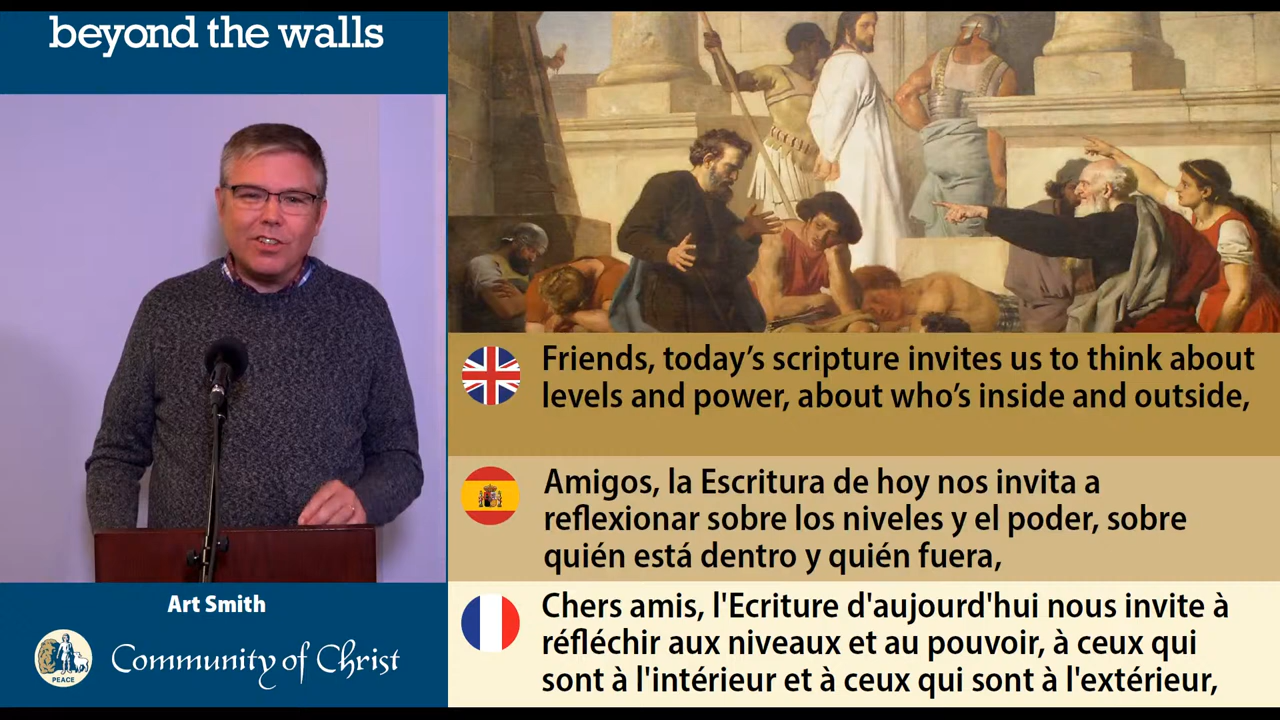 beyond the walls
Friends, today’s scripture invites us to think about
levels and power, about who’s inside and outside,
Amigos, la Escritura de hoy nos invita a
reflexionar sobre los niveles y el poder, sobre
quién está dentro y quién fuera,
Chers amis, l'Ecriture d'aujourd'hui nous invite à
réfléchir aux niveaux et au pouvoir, à ceux qui
sont à l'intérieur et à ceux qui sont à l'extérieur,
Art Smith
PEACE
Community of Christ